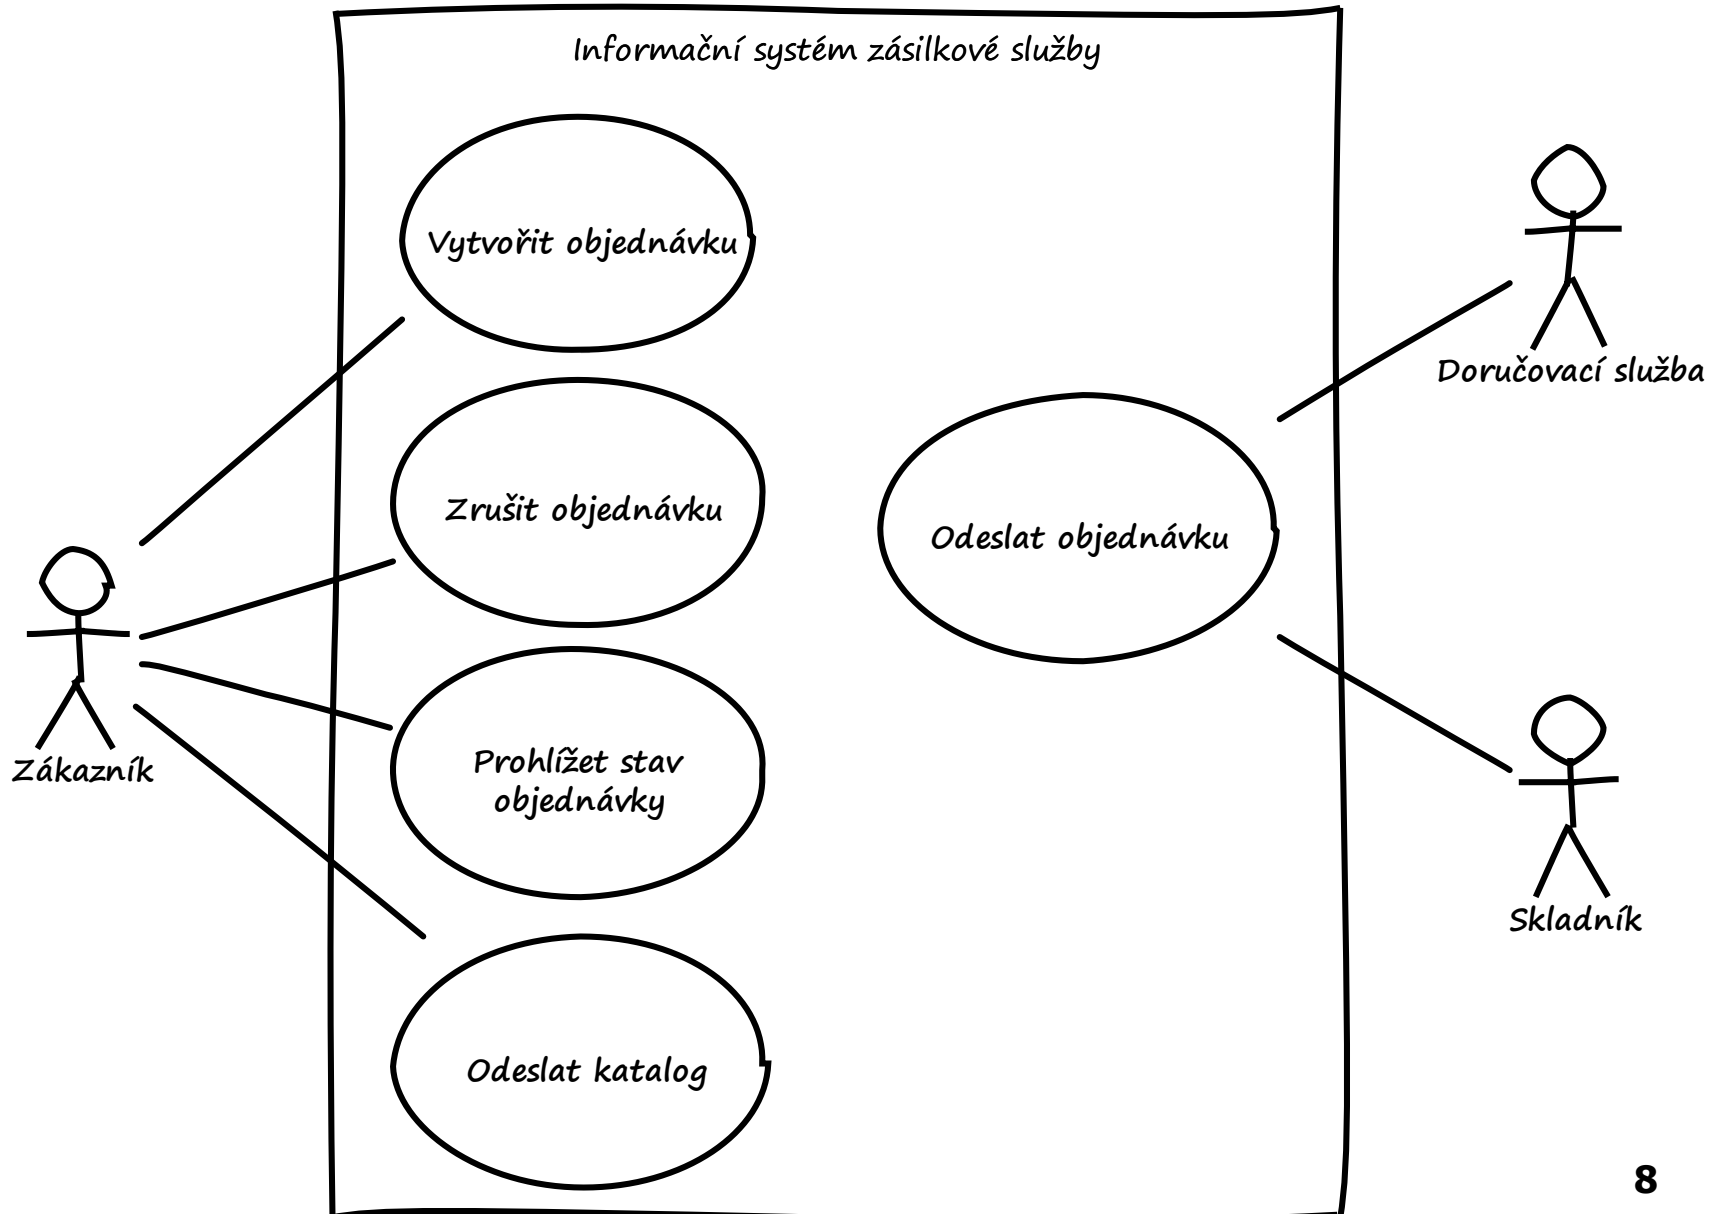 Informační systém zásilkové služby
Vytvořit objednávku
Doručovací služba
Zrušit objednávku
Odeslat objednávku
Zákazník
Prohlížet stav
objednávky
Skladník
Odeslat katalog
8